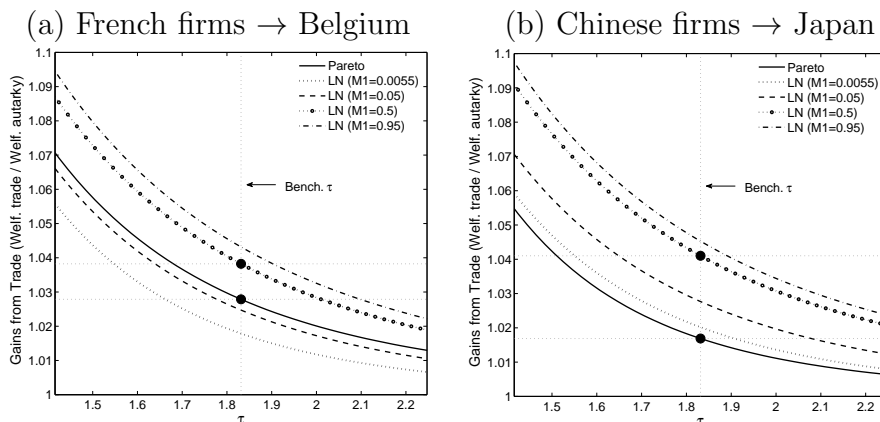 (a) French firms → Belgium
Gains from Trade (Welf. trade / Welf. autarky)
1.1
1.09
1.08
1.07
1.06
1.05
1.04
1.03
1.02
1.01
1
Pareto
LN (M1=0.0055)
LN (M1=0.05)
LN (M1=0.5)
LN (M1=0.95)
Bench. τ
1.5 1.6 1.7 1.8 1.9 2 2.1 2.2
τ
(b) Chinese firms → Japan
Gains from Trade (Welf. trade / Welf. autarky)
1.1
1.09
1.08
1.07
1.06
1.05
1.04
1.03
1.02
1.01
1
Pareto
LN (M1=0.0055)
LN (M1=0.05)
LN (M1=0.5)
LN (M1=0.95)
Bench. τ
1.5 1.6 1.7 1.8 1.9 2 2.1 2.2
τ